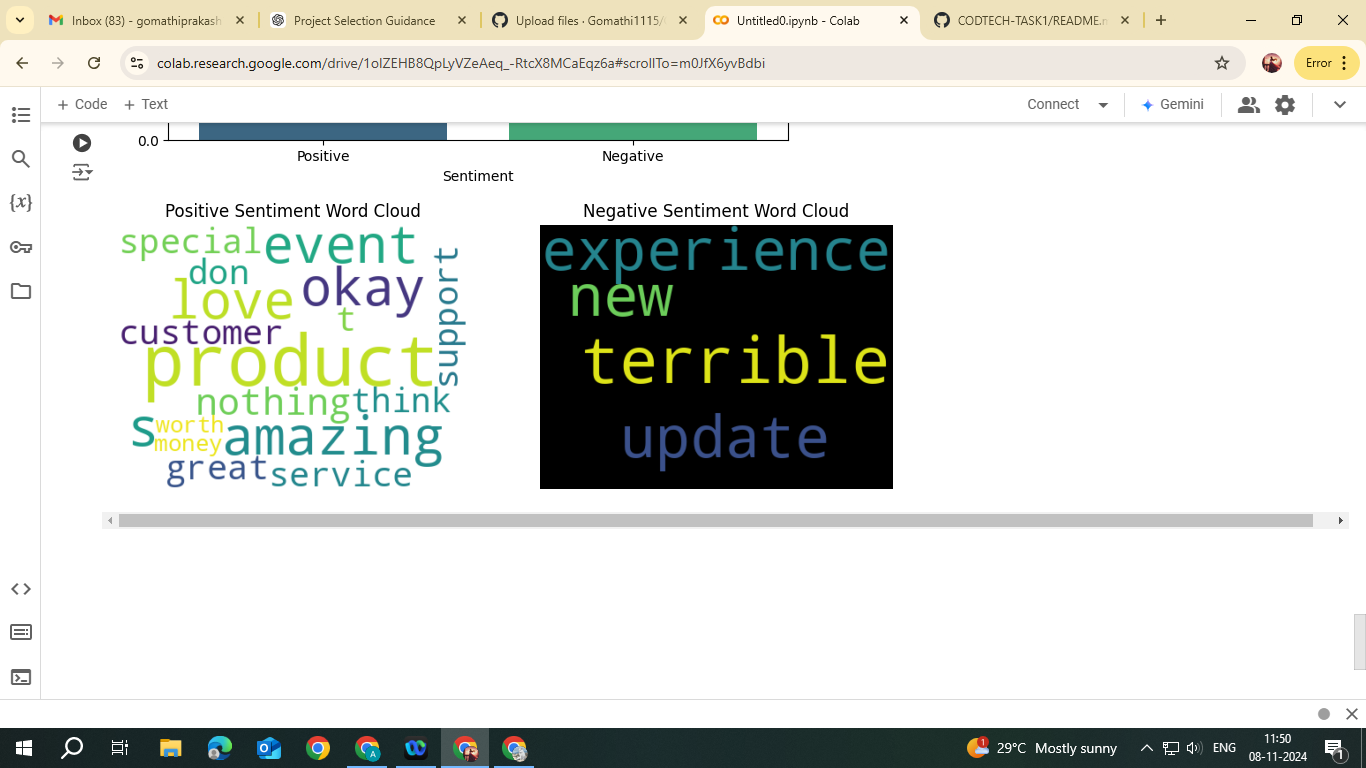 Inbox (83) - gomathiprakash
Project Selection Guidance
Upload files · Gomathi1115/
Untitled0.ipynb - Colab
CODTECH-TASK1/README.m
colab.research.google.com/drive/1olZEHB8QpLyVZeAeq_-RtcX8MCaEqz6a#scrollTo=m0JfX6yvBdbi
Error
+ Code + Text
Connect
Gemini
{x}
0.0
Positive
Negative
Sentiment
Positive Sentiment Word Cloud
special
event
don
love
okay
support
t
customer
product
nothing
think
s
worth
money
amazing
great
service
Negative Sentiment Word Cloud
experience
new
terrible
update
A
1
29°C Mostly sunny
ENG
11:50
08-11-2024
1